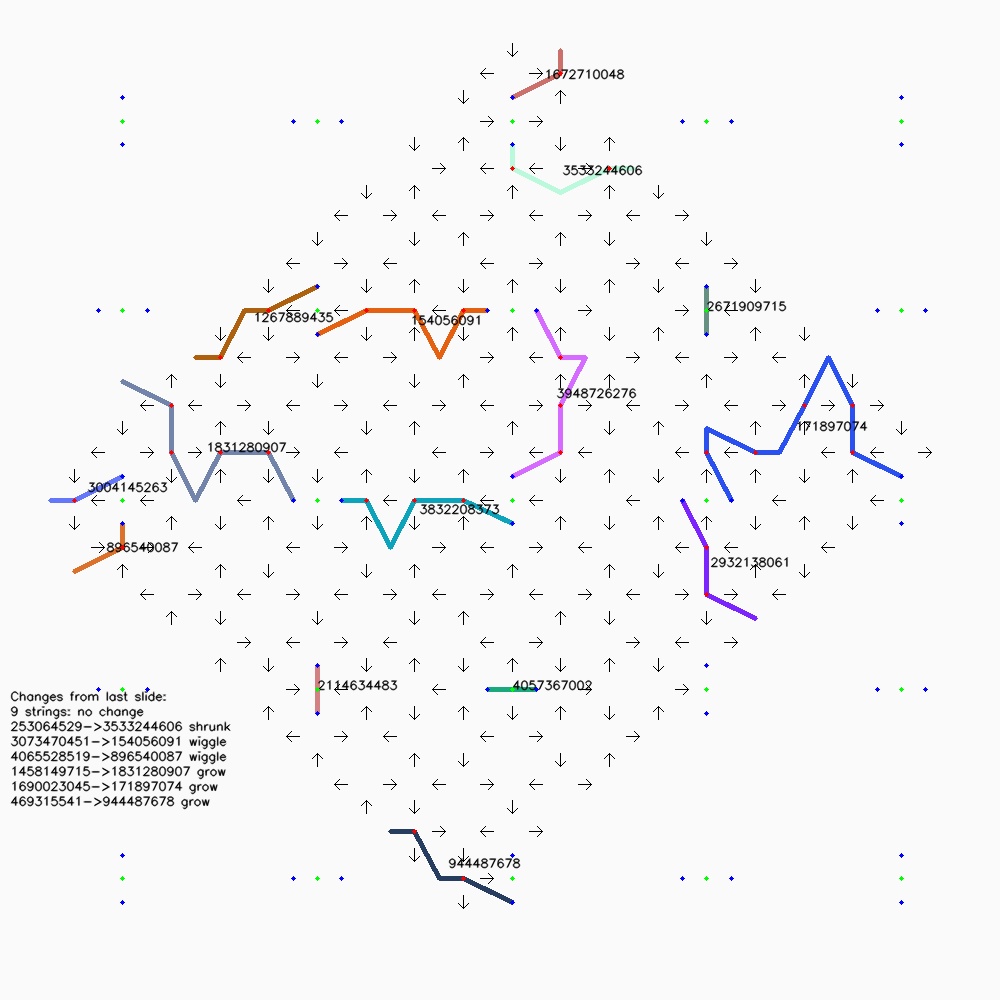 1672710048
3533244606
2671909715
1267889435
154056091
3948726276
171897074
1831280907
3004145263
3832208373
896540087
2932138061
2114634483
4057367002
Changes from last slide:
9 strings: no change
253064529->3533244606 shrunk
3073470451->154056091 wiggle
4065528519->896540087 wiggle
1458149715->1831280907 grow
1690023045->171897074 grow
469315541->944487678 grow
944487678